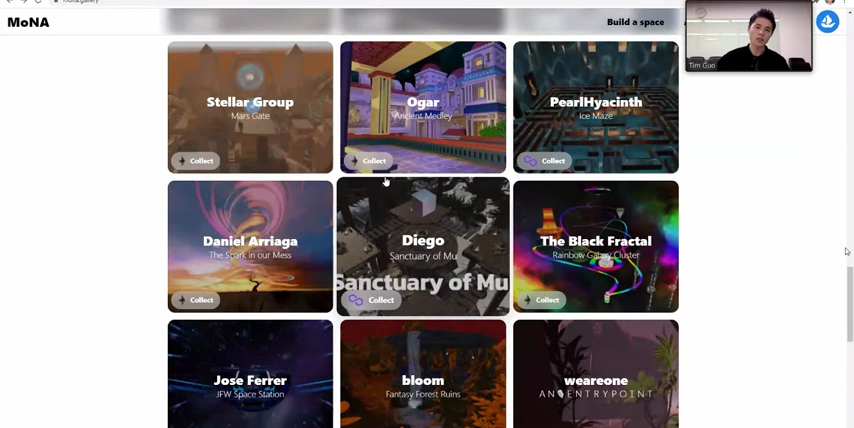 mona.gallery
MoNA
Build a space
Tim Guo
Stellar Group
Mars Gate
Collect
Ogar
Ancient Medley
Collect
PearlHyacinth
Ice Maze
Collect
Daniel Arriaga
The Spark in our Mess
Collect
Diego
Sanctuary of Mu
Sanctuary of Mu
Collect
The Black Fractal
Rainbow Galaxy Cluster
Collect
Jose Ferrer
JFW Space Station
bloom
Fantasy Forest Ruins
weareone